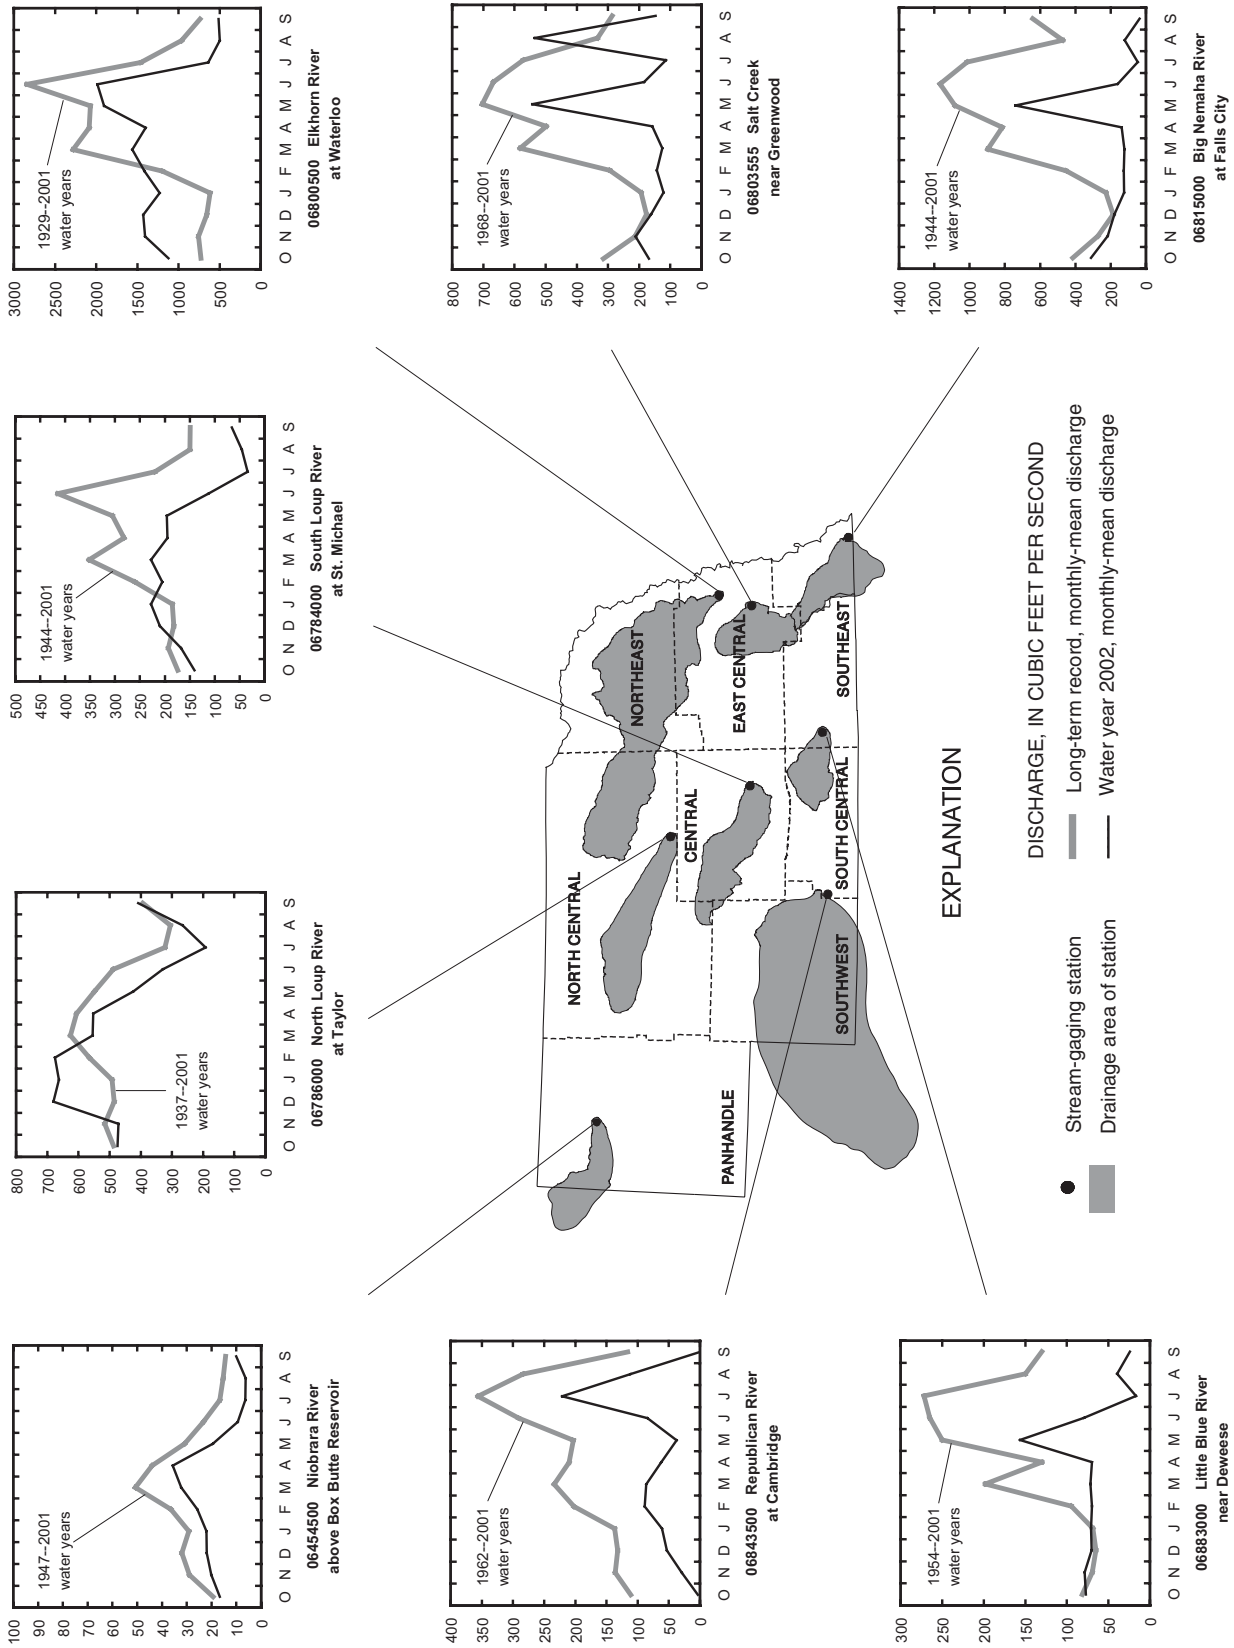 100
90
80
70
60
50
40
30
20
10
0
1947--2001
water years
O N D J F M A M J J A S
06454500 Niobrara River
above Box Butte Reservoir
800
700
600
500
400
300
200
100
0
1937--2001
water years
O N D J F M A M J J A S
06786000 North Loup River
at Taylor
500
450
400
350
300
250
200
150
100
50
0
1944--2001
water years
O N D J F M A M J J A S
06784000 South Loup River
at St. Michael
3000
2500
2000
1500
1000
500
0
1929--2001
water years
O N D J F M A M J J A S
06800500 Elkhorn River
at Waterloo
400
350
300
250
200
150
100
50
0
1962--2001
water years
O N D J F M A M J J A S
06843500 Republican River
at Cambridge
PANHANDLE
NORTH CENTRAL
NORTHEAST
CENTRAL
EAST CENTRAL
SOUTHWEST
SOUTH CENTRAL
SOUTHEAST
800
700
600
500
400
300
200
100
0
1968--2001
water years
O N D J F M A M J J A S
06803555 Salt Creek
near Greenwood
300
250
200
150
100
50
0
1954--2001
water years
O N D J F M A M J J A S
06883000 Little Blue River
near Deweese
EXPLANATION
Stream-gaging station
Drainage area of station
DISCHARGE, IN CUBIC FEET PER SECOND
Long-term record, monthly-mean discharge
Water year 2002, monthly-mean discharge
1400
1200
1000
800
600
400
200
0
1944--2001
water years
O N D J F M A M J J A S
06815000 Big Nemaha River
at Falls City